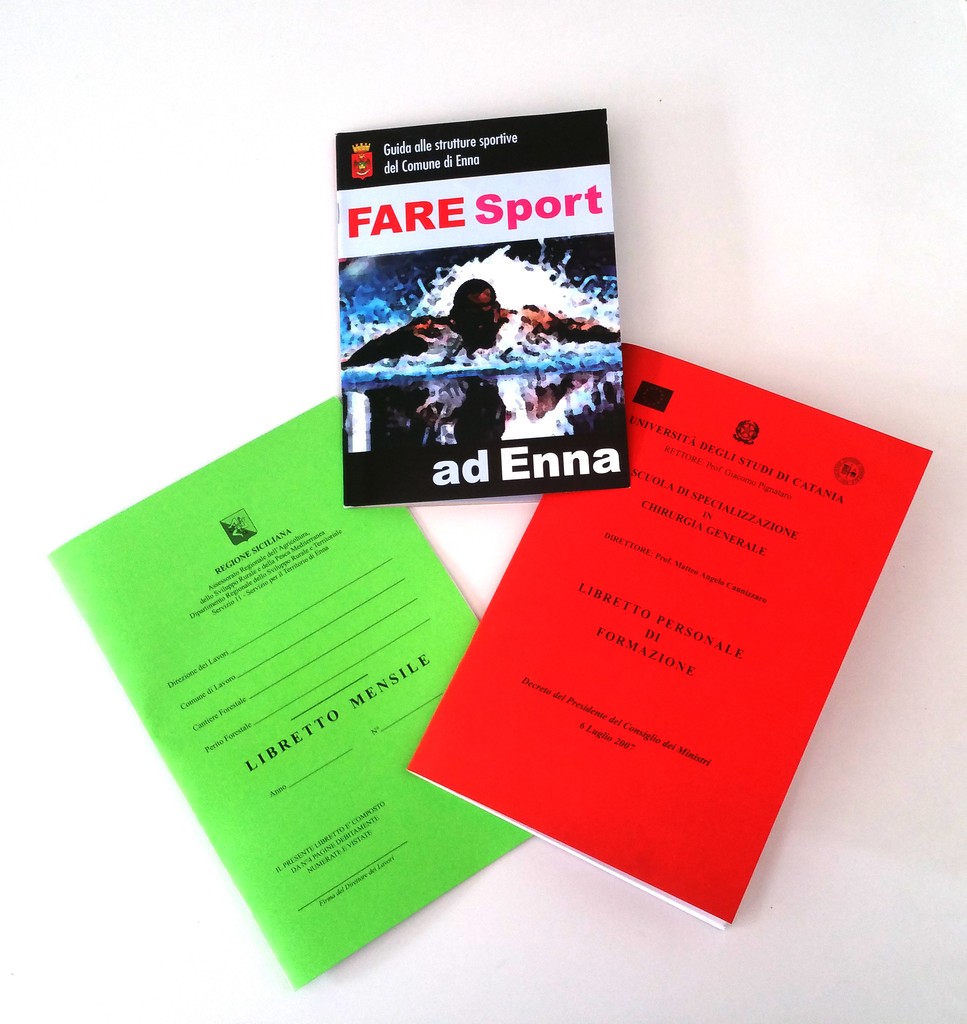 Guida alle strutture sportive
del Comune di Enna
FARE Sport
ad Enna
REGIONE SICILIANA
Assessorato Regionale dell'Agricoltura,
dello Sviluppo Rurale e della Pesca Mediterranea
Dipartimento Regionale dello Sviluppo Rurale e Territoriale
Servizio 11 - Servizio per il Territorio di Enna
Direzione dei Lavori
Comune di Lavoro
Cantiere Forestale
Perito Forestale
LIBRETTO MENSILE
Anno N°
IL PRESENTE LIBRETTO E' COMPOSTO
DA N°4 PAGINE DEBITAMENTE
NUMERATE E VISTATE
Firma del Direttore dei Lavori
UNIVERSITÀ DEGLI STUDI DI CATANIA
RETTORE: Prof. Giacomo Pignataro
SCUOLA DI SPECIALIZZAZIONE
IN
CHIRURGIA GENERALE
DIRETTORE: Prof. Matteo Angelo Cannizzaro
LIBRETTO PERSONALE
DI
FORMAZIONE
Decreto del Presidente del Consiglio dei Ministri
6 Luglio 2007